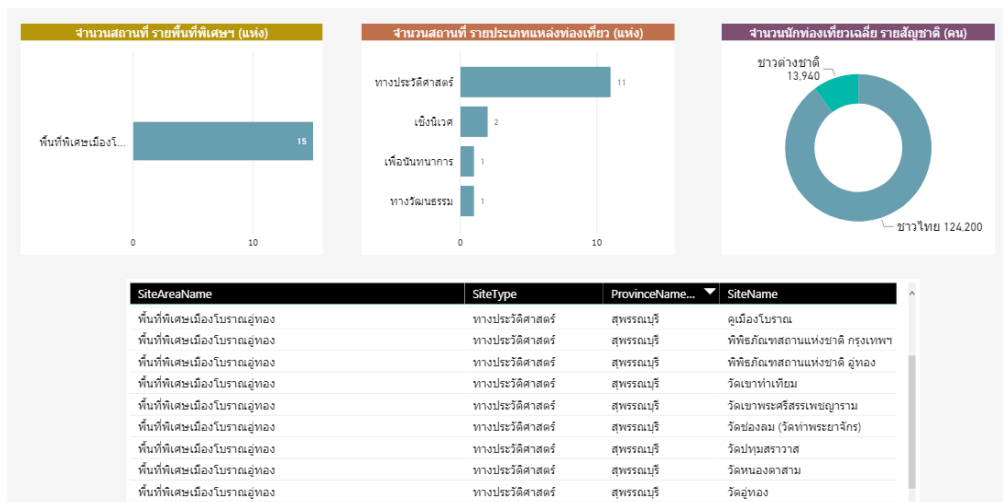 จำนวนสถานที่ รายพื้นที่พิเศษฯ (แห่ง)
พื้นที่พิเศษเมืองโ...
15
0 10
จำนวนสถานที่ รายประเภทแหล่งท่องเที่ยว (แห่ง)
ทางประวัติศาสตร์ 11
เชิงนิเวศ 2
เพื่อนันทนาการ 1
ทางวัฒนธรรม 1
0 10
จำนวนนักท่องเที่ยวเฉลี่ย รายสัญชาติ (คน)
ชาวต่างชาติ
13,940
ชาวไทย 124,200
SiteAreaName SiteType ProvinceName... SiteName
พื้นที่พิเศษเมืองโบราณอู่ทอง ทางประวัติศาสตร์ สุพรรณบุรี คูเมืองโบราณ
พื้นที่พิเศษเมืองโบราณอู่ทอง ทางประวัติศาสตร์ สุพรรณบุรี พิพิธภัณฑสถานแห่งชาติ กรุงเทพฯ
พื้นที่พิเศษเมืองโบราณอู่ทอง ทางประวัติศาสตร์ สุพรรณบุรี พิพิธภัณฑสถานแห่งชาติ อู่ทอง
พื้นที่พิเศษเมืองโบราณอู่ทอง ทางประวัติศาสตร์ สุพรรณบุรี วัดเขาทำเทียม
พื้นที่พิเศษเมืองโบราณอู่ทอง ทางประวัติศาสตร์ สุพรรณบุรี วัดเขาพระศรีสรรเพชญาราม
พื้นที่พิเศษเมืองโบราณอู่ทอง ทางประวัติศาสตร์ สุพรรณบุรี วัดช่องลม (วัดท่าพระยาจักร)
พื้นที่พิเศษเมืองโบราณอู่ทอง ทางประวัติศาสตร์ สุพรรณบุรี วัดปทุมสราวาส
พื้นที่พิเศษเมืองโบราณอู่ทอง ทางประวัติศาสตร์ สุพรรณบุรี วัดหนองตาสาม
พื้นที่พิเศษเมืองโบราณอู่ทอง ทางประวัติศาสตร์ สุพรรณบุรี วัดอู่ทอง